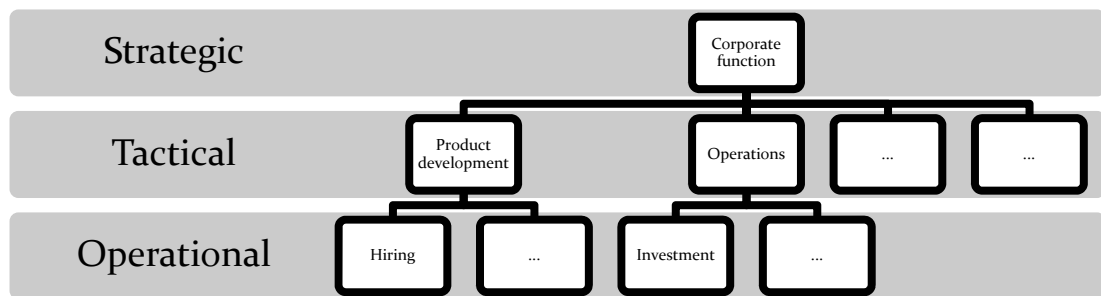 Strategic
Corporate
function
Tactical
Product
development
Operations
...
...
Operational
Hiring
...
Investment
...